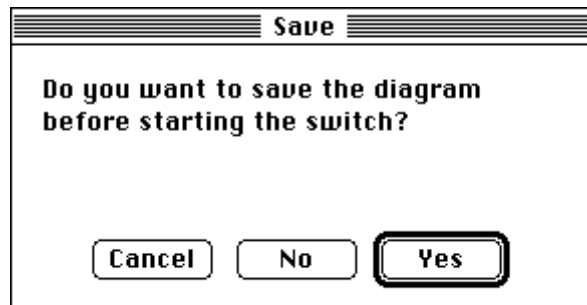 Save
Do you want to save the diagram
before starting the switch?
Cancel No Yes